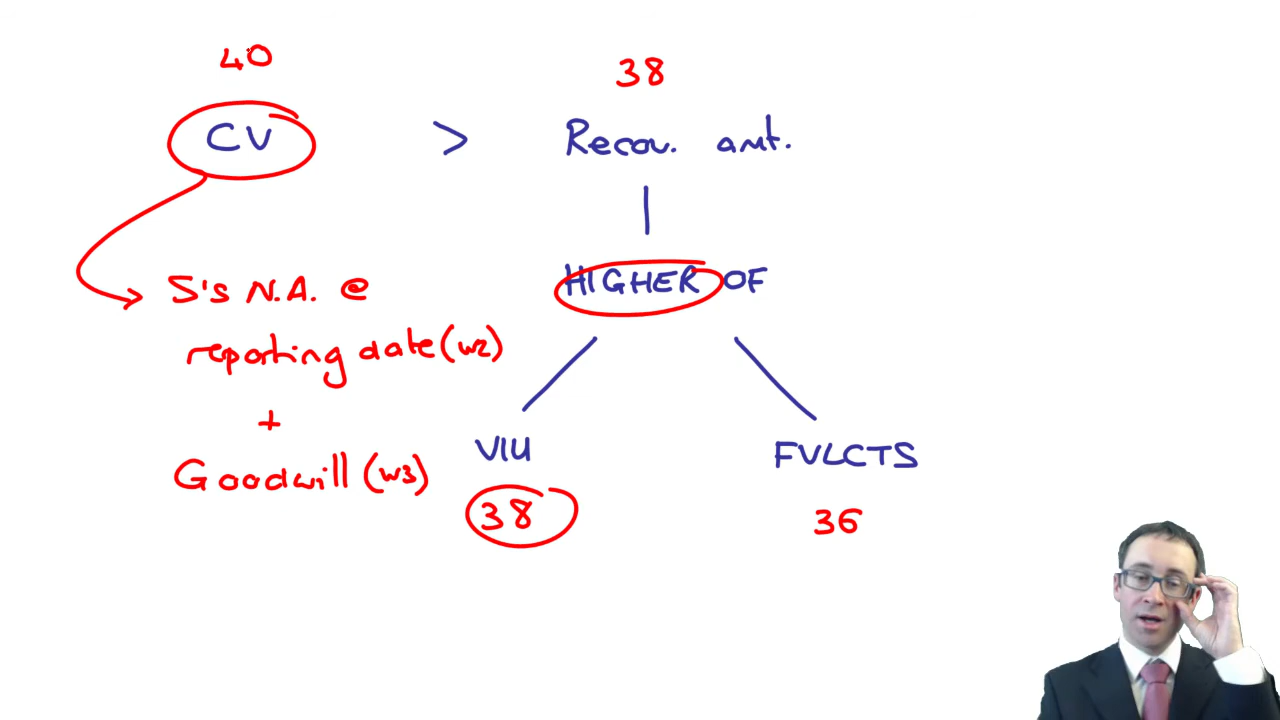 40
38
CV > Recov. amt.
HIGHER OF
S's N.A. @
reporting date (w2)
+
Goodwill (w3)
VIU
FVLCTS
38
36